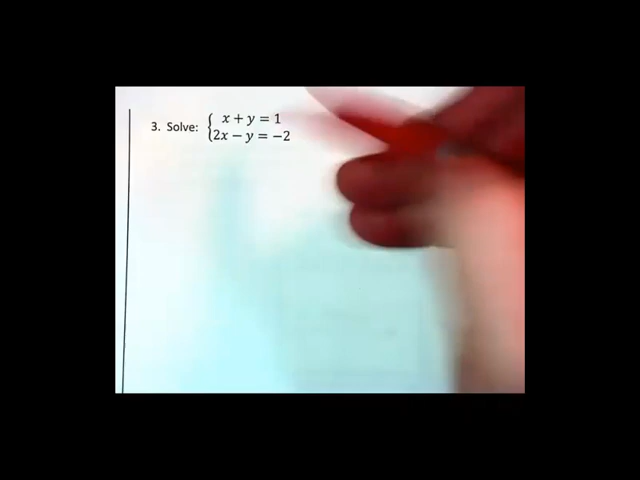 3. Solve: { x + y = 1
2x − y = −2